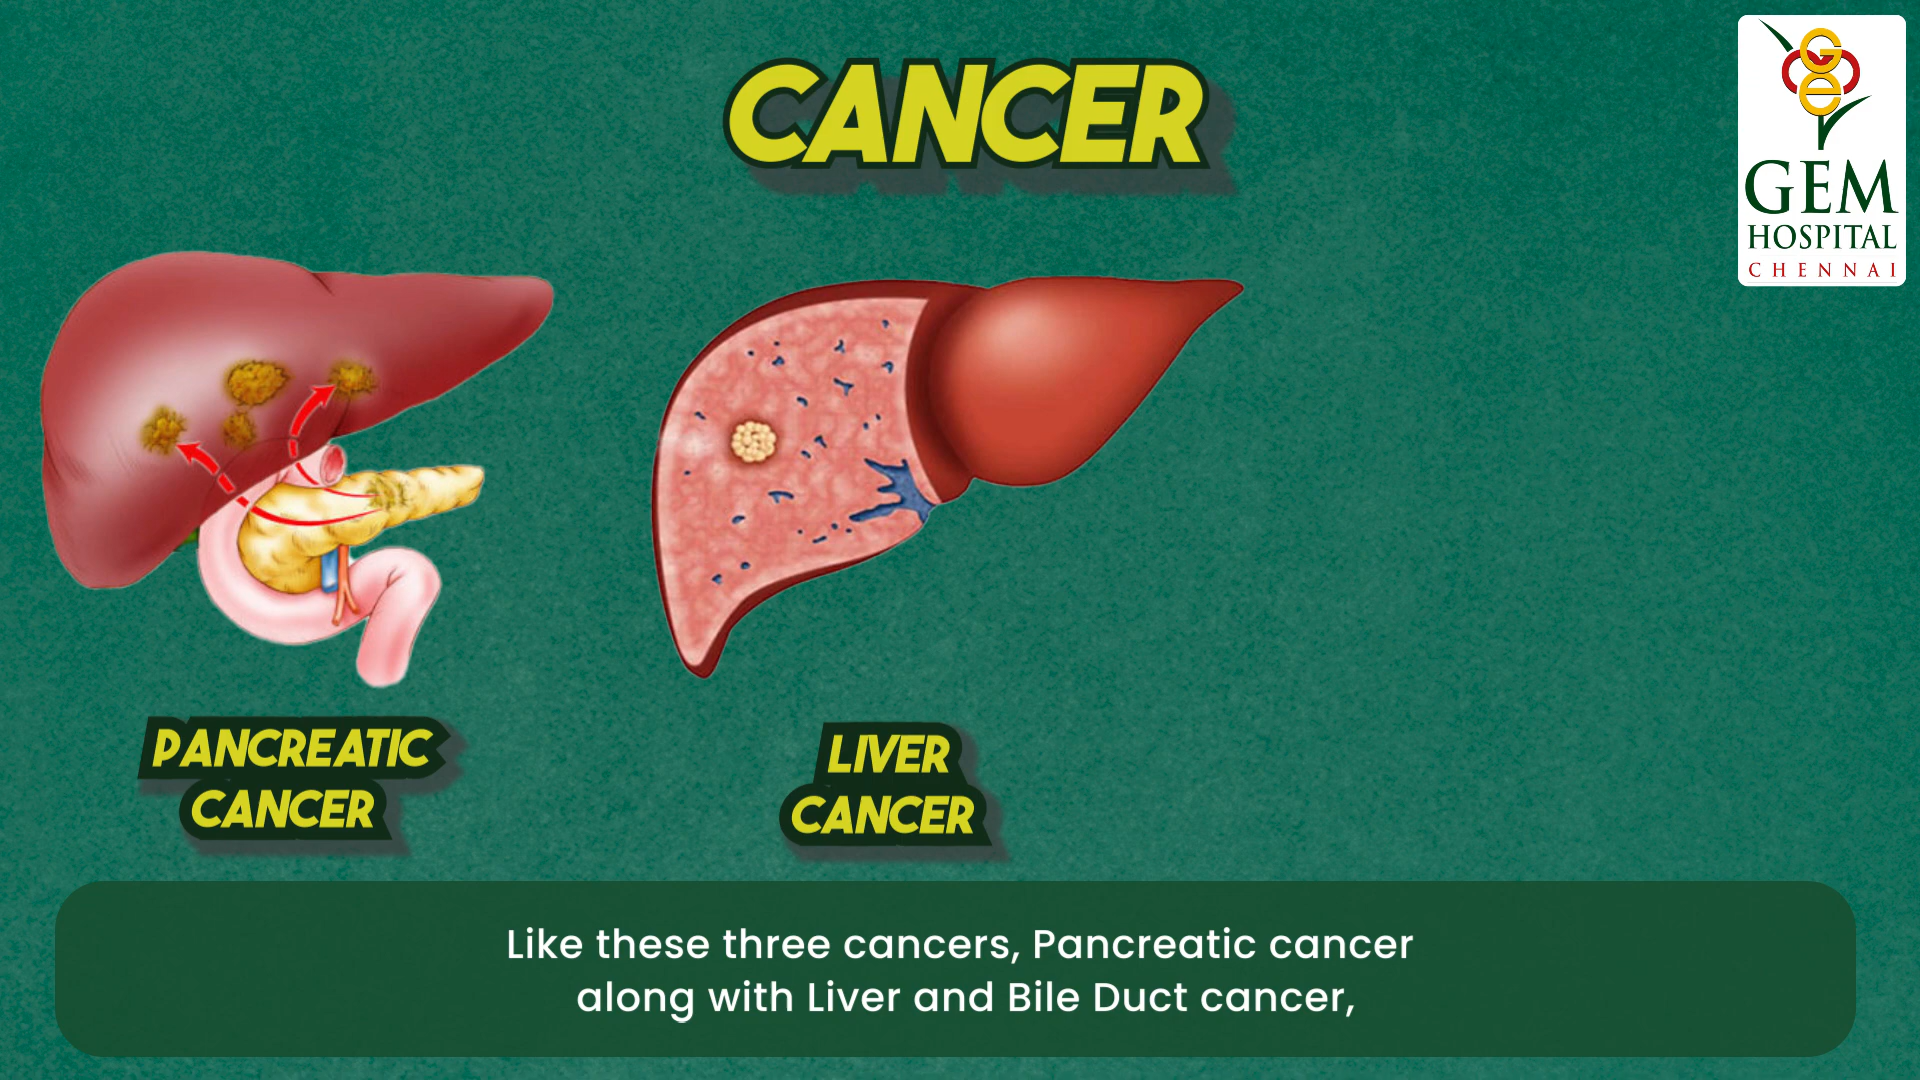 CANCER
GEM
HOSPITAL
CHENNAI
PANCREATIC
CANCER
LIVER
CANCER
Like these three cancers, Pancreatic cancer
along with Liver and Bile Duct cancer,